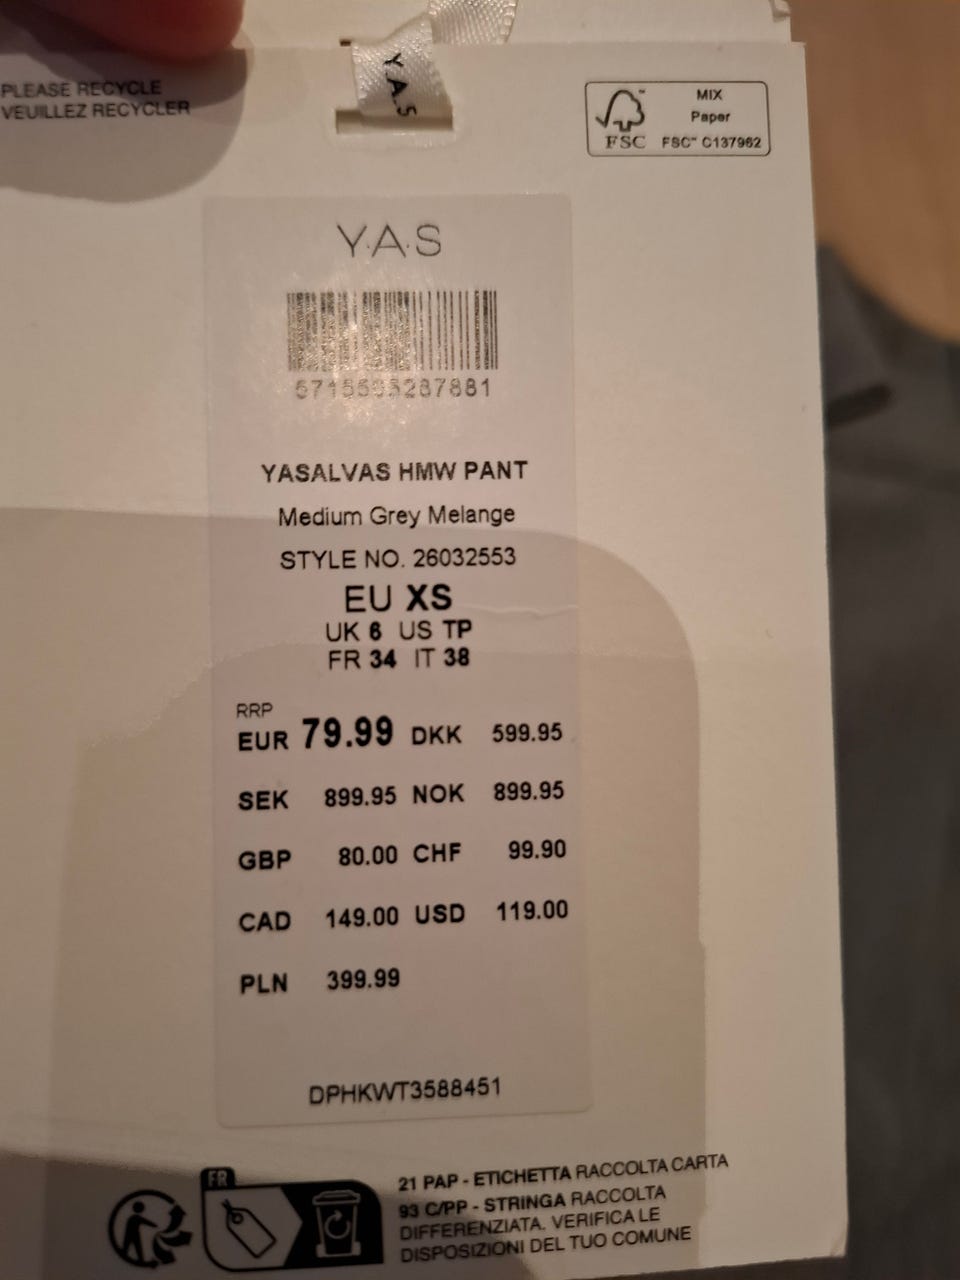 PLEASE RECYCLE
VEUILLEZ RECYCLER
Y.A.S
FSC
MIX
Paper
FSC™ C137962
Y.A.S
YASALVAS HMW PANT
Medium Grey Melange
STYLE NO. 26032553
EU XS
UK 6 US TP
FR 34 IT 38
RRP
EUR 79.99 DKK 599.95
SEK 899.95 NOK 899.95
GBP 80.00 CHF 99.90
CAD 149.00 USD 119.00
PLN 399.99
DPHKWT3588451
FR
21 PAP - ETICHETTA RACCOLTA CARTA
93 C/PP - STRINGA RACCOLTA
DIFFERENZIATA. VERIFICA LE
DISPOSIZIONI DEL TUO COMUNE